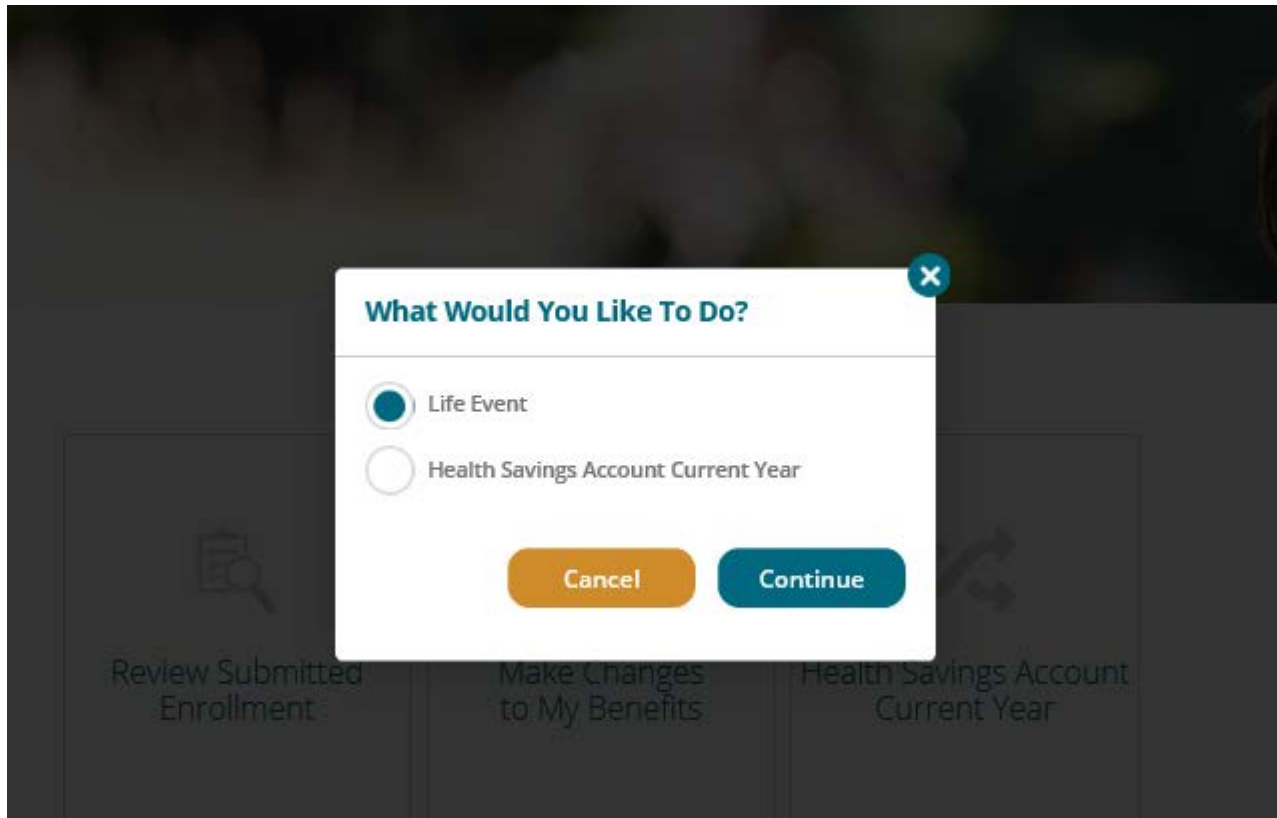 What Would You Like To Do?
Life Event
Health Savings Account Current Year
Cancel
Continue
Review Submitted
Enrollment
Make Changes
to My Benefits
Health Savings Account
Current Year